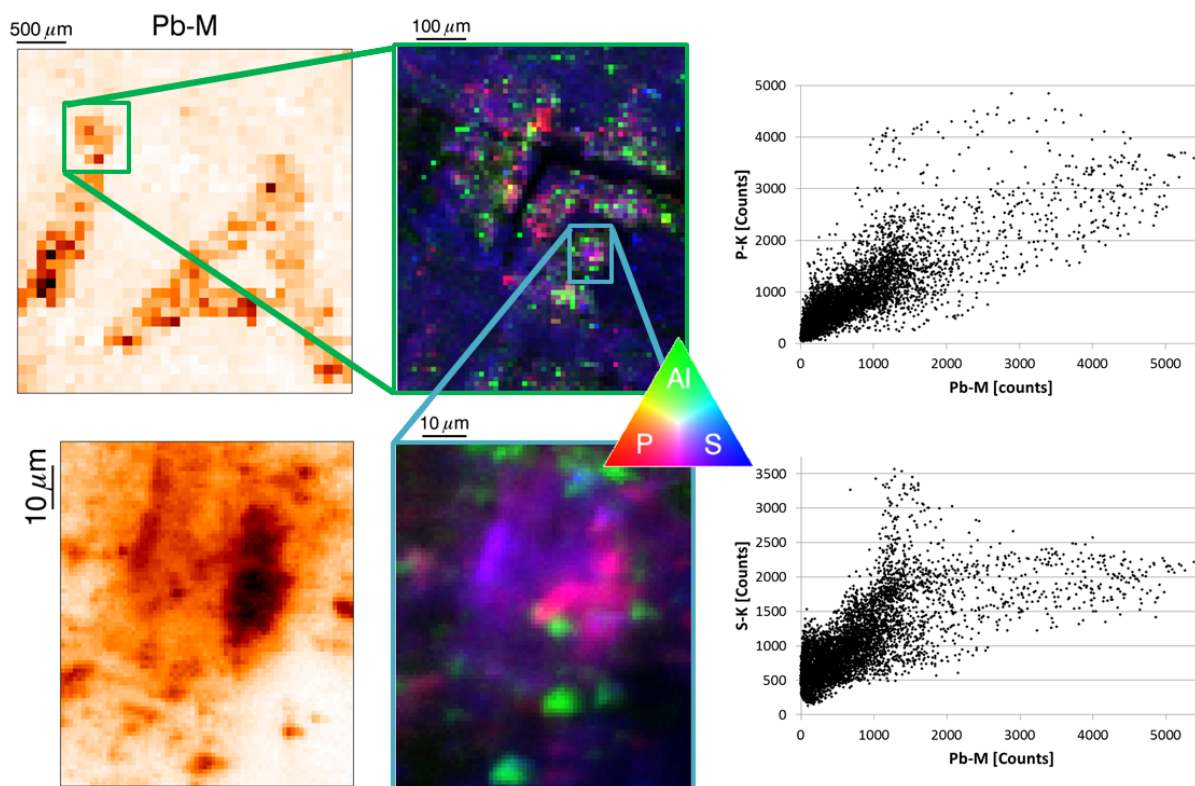 500 μm
Pb-M
100 μm
5000
4000
3000
2000
1000
0
P-K [Counts]
0 1000 2000 3000 4000 5000
Pb-M [counts]
Al
P S
10 μm
10 μm
3500
3000
2500
2000
1500
1000
500
0
S-K [Counts]
0 1000 2000 3000 4000 5000
Pb-M [Counts]